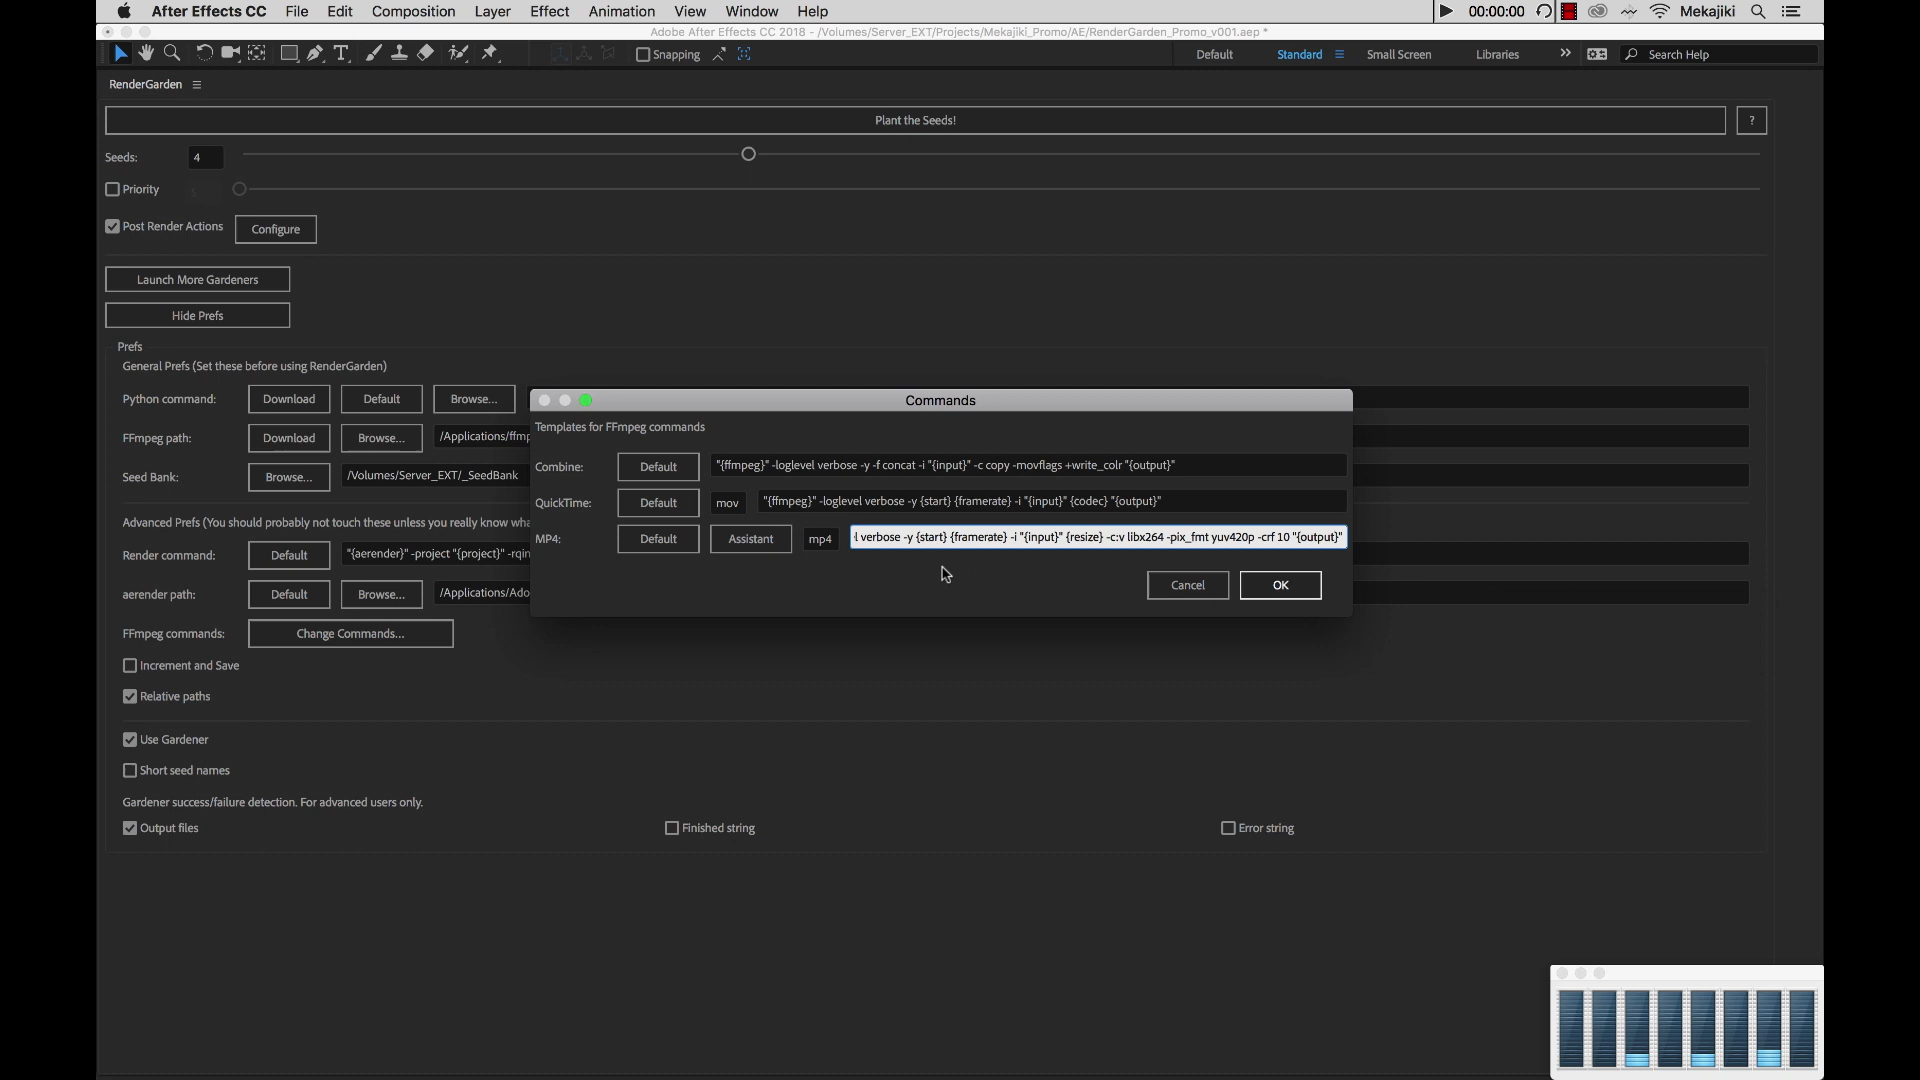 After Effects CC File Edit Composition Layer Effect Animation View Window Help 00:00:00 Mekajiki
Adobe After Effects CC 2018 - /Volumes/Server_EXT/Projects/Mekajiki_Promo/AE/RenderGarden_Promo_v001.aep *
Snapping Default Standard Small Screen Libraries Search Help
RenderGarden
Plant the Seeds! ?
Seeds: 4
Priority 5
Post Render Actions Configure
Launch More Gardeners
Hide Prefs
Prefs
General Prefs (Set these before using RenderGarden)
Python command: Download Default Browse...
FFmpeg path: Download Browse... /Applications/ffmp
Seed Bank: Browse... /Volumes/Server_EXT/_SeedBank
Advanced Prefs (You should probably not touch these unless you really know wha
Render command: Default "{aerender}" -project "{project}" -rqin
aerender path: Default Browse... /Applications/Ado
FFmpeg commands: Change Commands...
Increment and Save
Relative paths
Use Gardener
Short seed names
Gardener success/failure detection. For advanced users only.
Output files Finished string Error string
Commands
Templates for FFmpeg commands
Combine: Default "{ffmpeg}" -loglevel verbose -y -f concat -i "{input}" -c copy -movflags +write_colr "{output}"
QuickTime: Default mov "{ffmpeg}" -loglevel verbose -y {start} {framerate} -i "{input}" {codec} "{output}"
MP4: Default Assistant mp4 l verbose -y {start} {framerate} -i "{input}" {resize} -c:v libx264 -pix_fmt yuv420p -crf 10 "{output}"
Cancel OK